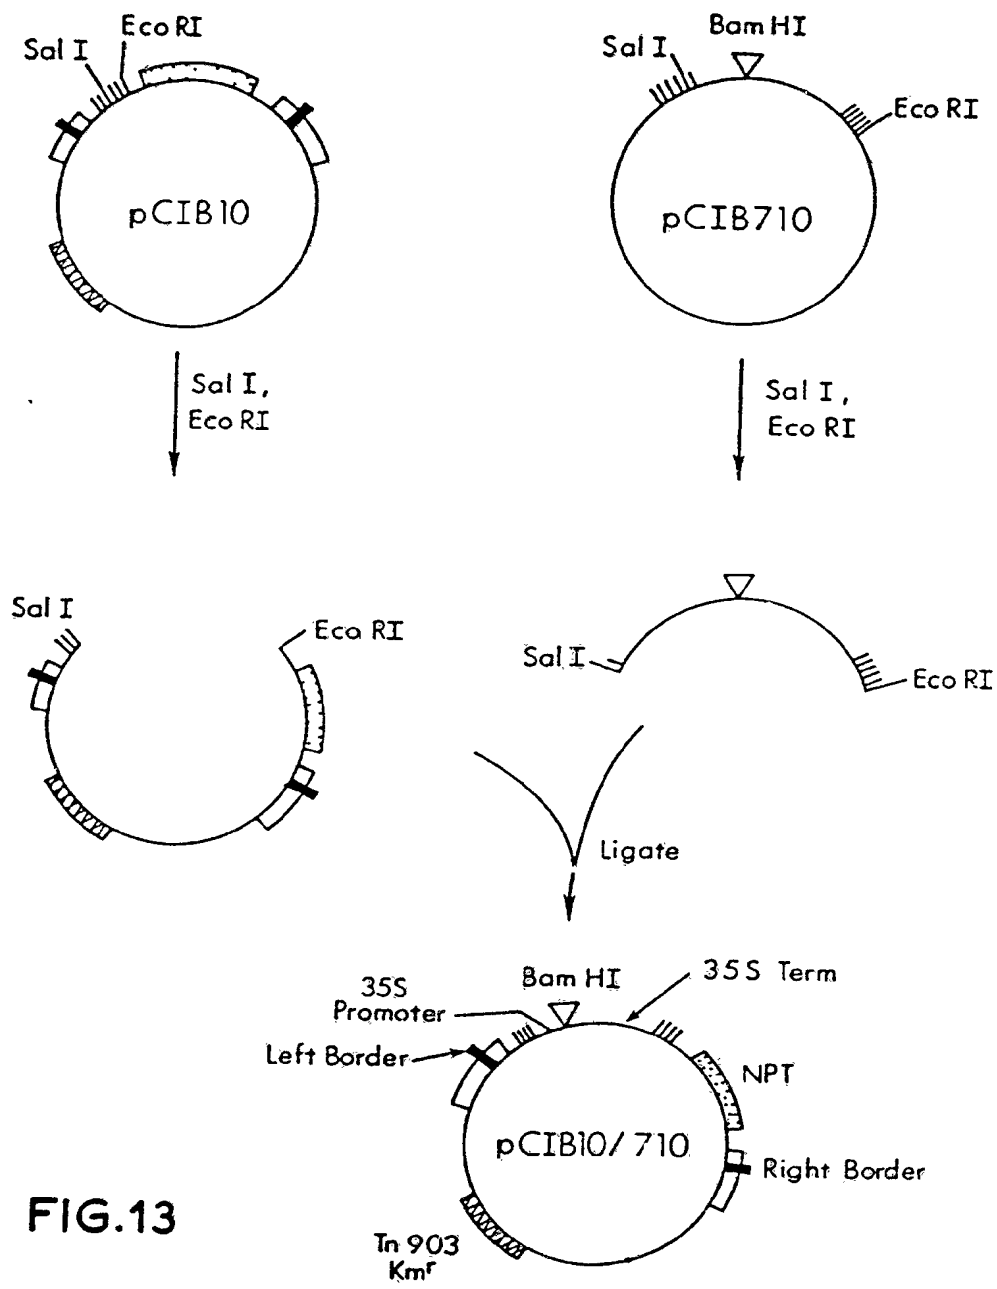 Eco RI
Sal I
pCIB10
Bam HI
Sal I
Eco RI
pCIB710
Sal I,
Eco RI
Sal I,
Eco RI
Sal I
Eco RI
Sal I
Eco RI
Ligate
35S
Promoter
Bam HI
35S Term
Left Border
NPT
pCIB10/710
Right Border
Tn 903
Kmʳ
FIG.13